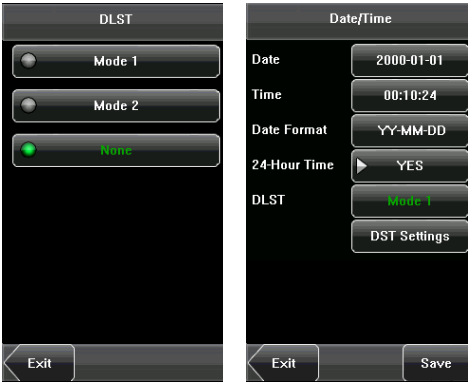 DLST
Mode 1
Mode 2
None
Exit
Date/Time
Date 2000-01-01
Time 00:10:24
Date Format YY-MM-DD
24-Hour Time YES
DLST Mode 1
DST Settings
Exit Save